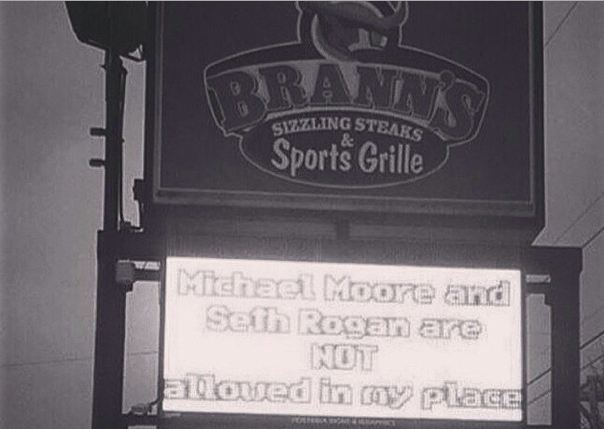 BRANN'S
SIZZLING STEAKS
&
Sports Grille
Michael Moore and
Seth Rogan are
NOT
allowed in my place